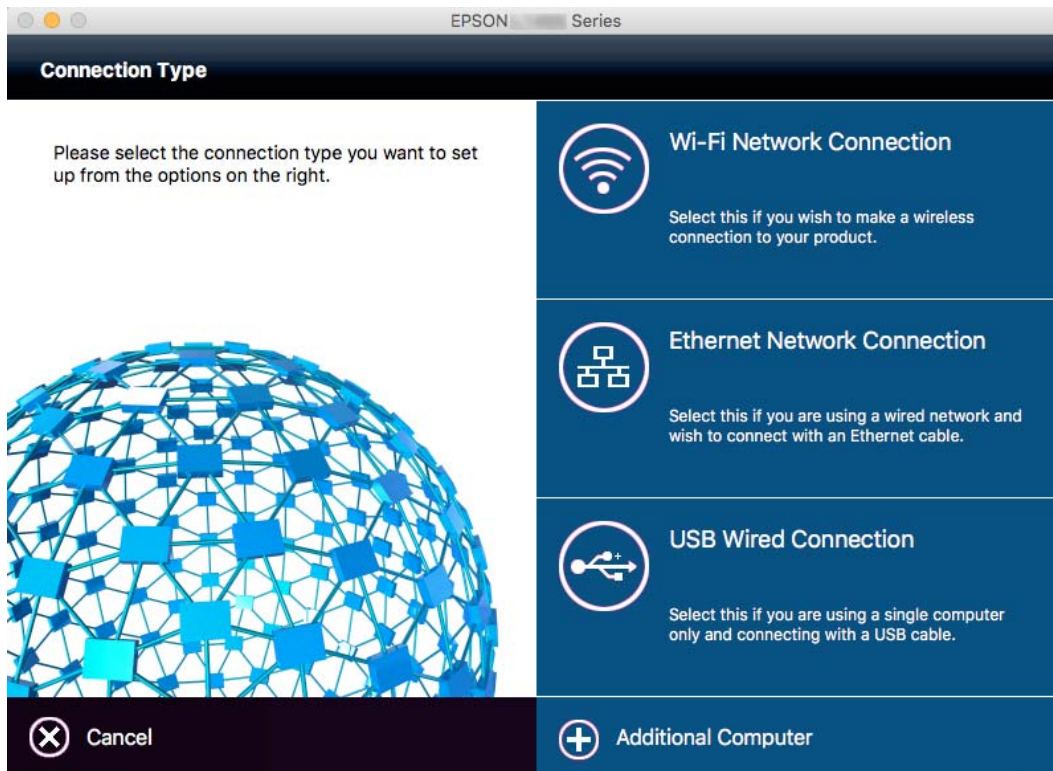 EPSON Series
Connection Type
Please select the connection type you want to set
up from the options on the right.
Wi-Fi Network Connection
Select this if you wish to make a wireless
connection to your product.
Ethernet Network Connection
Select this if you are using a wired network and
wish to connect with an Ethernet cable.
USB Wired Connection
Select this if you are using a single computer
only and connecting with a USB cable.
Cancel
Additional Computer